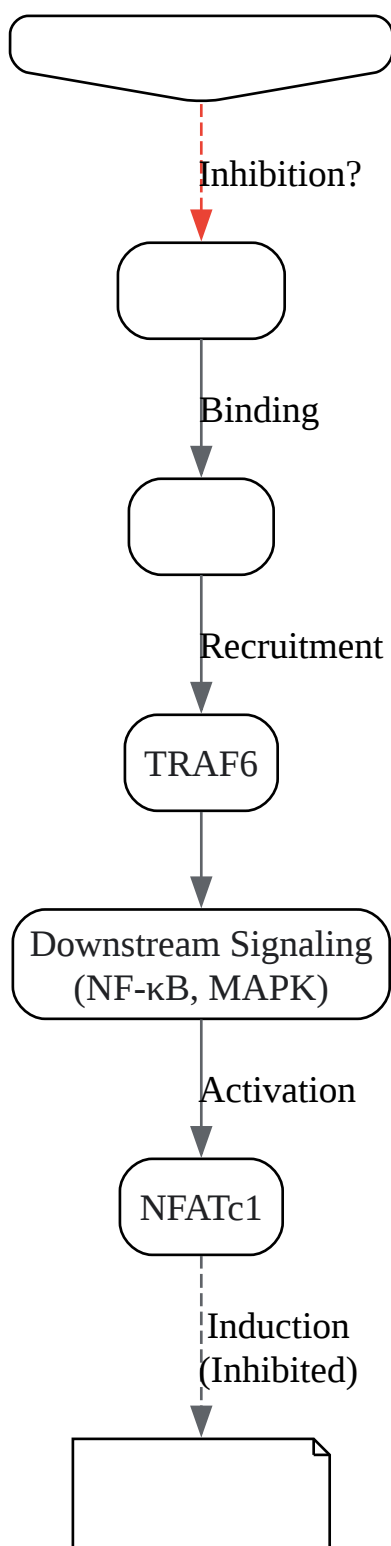 Inhibition?
Binding
Recruitment
TRAF6
Downstream Signaling
(NF-κB, MAPK)
Activation
NFATc1
Induction
(Inhibited)